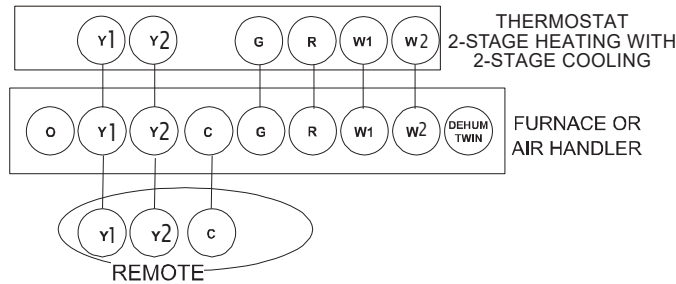 THERMOSTAT
2-STAGE HEATING WITH
2-STAGE COOLING
Y1 Y2 G R W1 W2
O Y1 Y2 C G R W1 W2 DEHUM
TWIN
FURNACE OR
AIR HANDLER
Y1 Y2 C
REMOTE